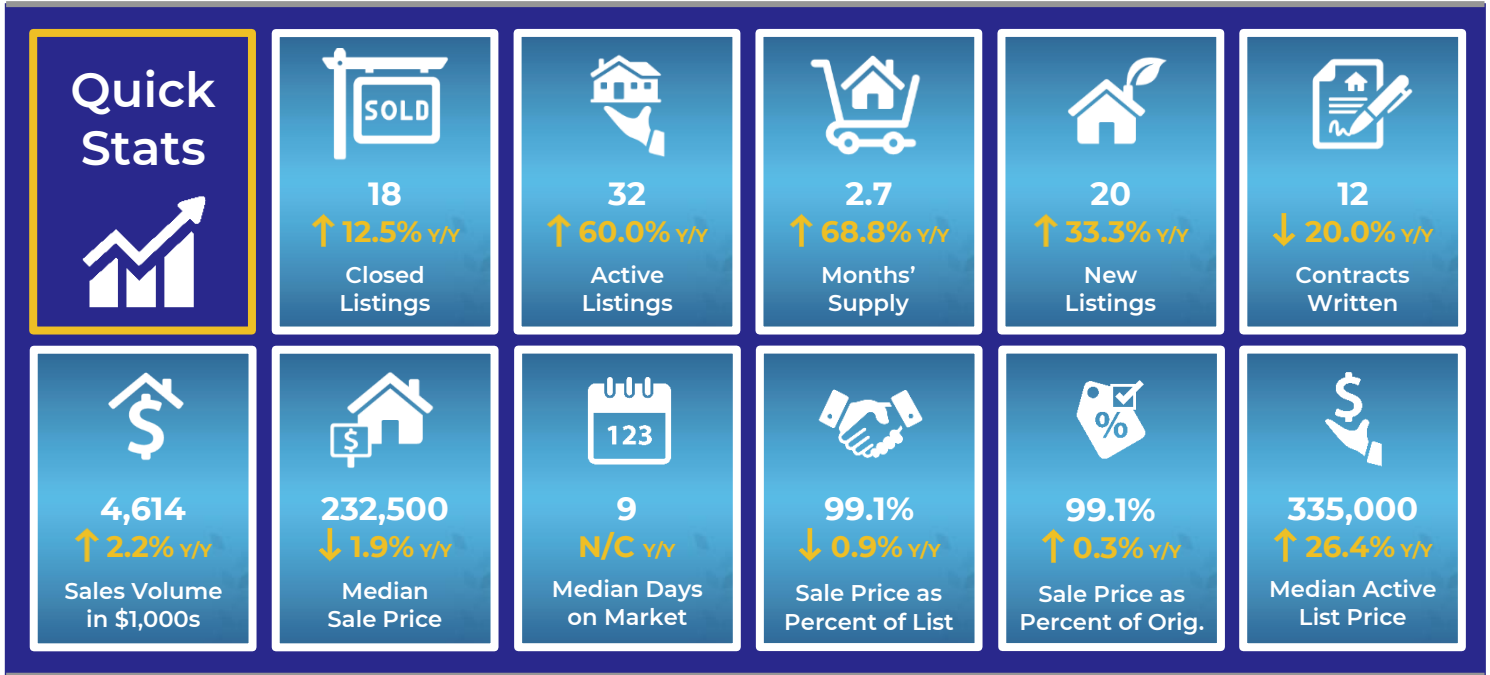 Quick
Stats
SOLD
18
↑ 12.5% Y/Y
Closed
Listings
32
↑ 60.0% Y/Y
Active
Listings
2.7
↑ 68.8% Y/Y
Months’
Supply
20
↑ 33.3% Y/Y
New
Listings
12
↓ 20.0% Y/Y
Contracts
Written
$
4,614
↑ 2.2% Y/Y
Sales Volume
in $1,000s
$
232,500
↓ 1.9% Y/Y
Median
Sale Price
123
9
N/C Y/Y
Median Days
on Market
99.1%
↓ 0.9% Y/Y
Sale Price as
Percent of List
%
99.1%
↑ 0.3% Y/Y
Sale Price as
Percent of Orig.
$
335,000
↑ 26.4% Y/Y
Median Active
List Price